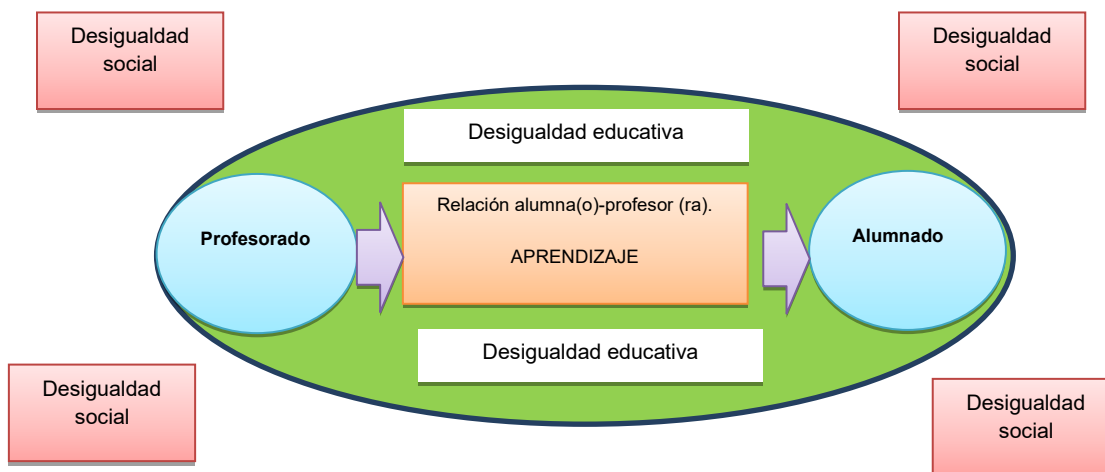 Desigualdad
social
Desigualdad
social
Desigualdad educativa
Relación alumna(o)-profesor (ra).
APRENDIZAJE
Profesorado
Alumnado
Desigualdad educativa
Desigualdad
social
Desigualdad
social